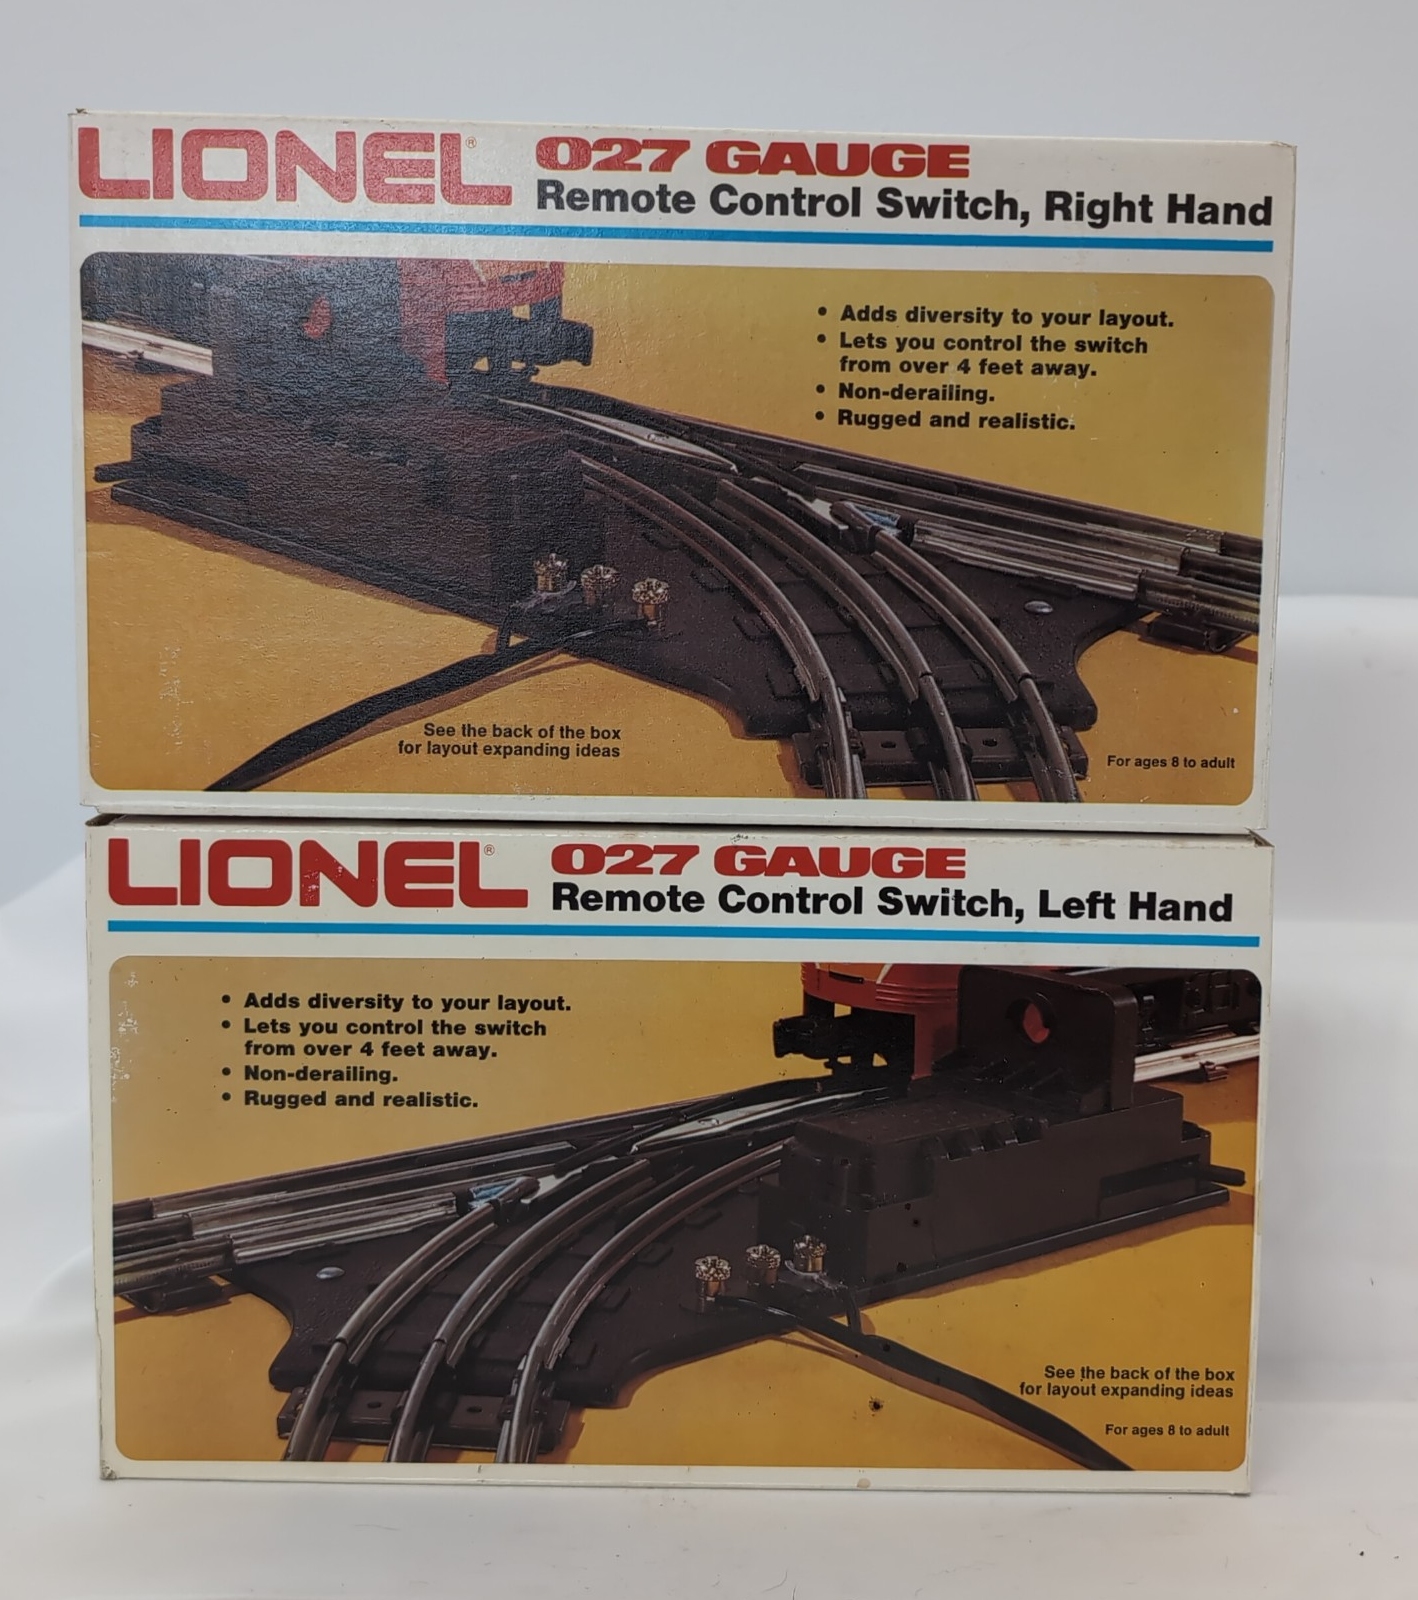 LIONEL® 027 GAUGE
Remote Control Switch, Right Hand
• Adds diversity to your layout.
• Lets you control the switch
from over 4 feet away.
• Non-derailing.
• Rugged and realistic.
See the back of the box
for layout expanding ideas
For ages 8 to adult
LIONEL® 027 GAUGE
Remote Control Switch, Left Hand
• Adds diversity to your layout.
• Lets you control the switch
from over 4 feet away.
• Non-derailing.
• Rugged and realistic.
See the back of the box
for layout expanding ideas
For ages 8 to adult